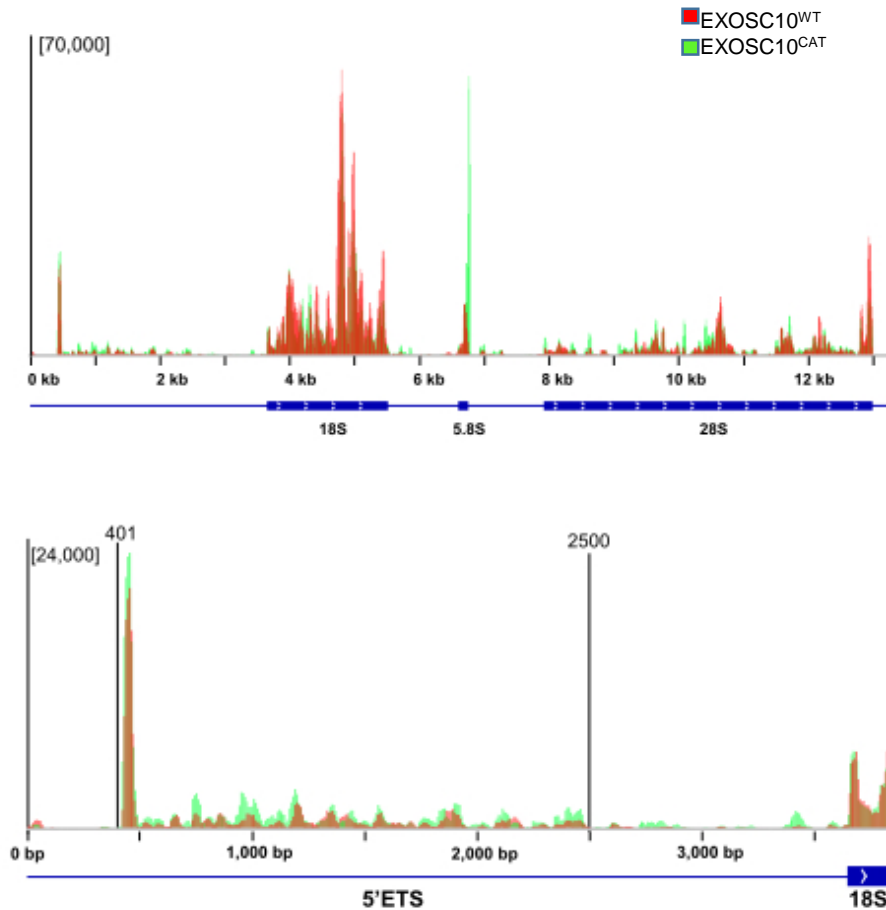 EXOSC10WT
EXOSC10CAT
[70,000]
0 kb 2 kb 4 kb 6 kb 8 kb 10 kb 12 kb
18S 5.8S 28S
401
2500
[24,000]
0 bp 1,000 bp 2,000 bp 3,000 bp
5'ETS 18S